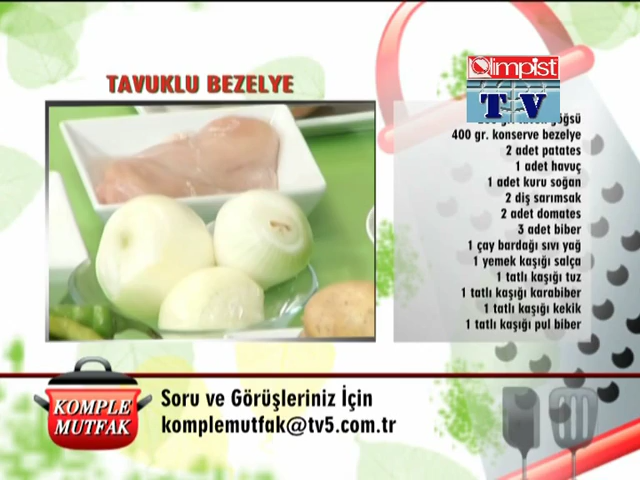 Olimpist
TV
TAVUKLU BEZELYE
400 gr. konserve bezelye
2 adet patates
1 adet havuç
1 adet kuru soğan
2 diş sarımsak
2 adet domates
3 adet biber
1 çay bardağı sıvı yağ
1 yemek kaşığı salça
1 tatlı kaşığı tuz
1 tatlı kaşığı karabiber
1 tatlı kaşığı kekik
1 tatlı kaşığı pul biber
KOMPLE
MUTFAK
Soru ve Görüşleriniz İçin
komplemutfak@tv5.com.tr